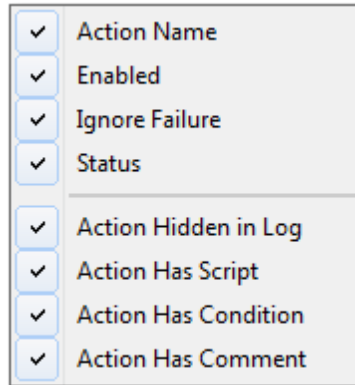 Action Name
Enabled
Ignore Failure
Status
Action Hidden in Log
Action Has Script
Action Has Condition
Action Has Comment